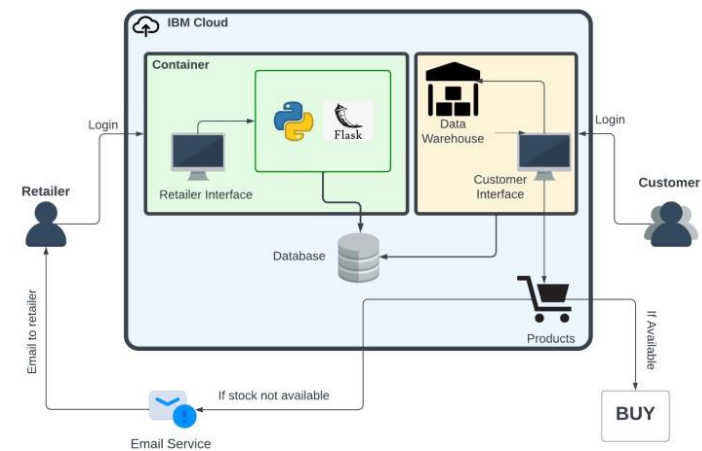 IBM Cloud
Container
Login
Flask
Retailer Interface
Data
Warehouse
Customer
Interface
Login
Retailer
Customer
Database
Products
Email to retailer
If Available
If stock not available
Email Service
BUY